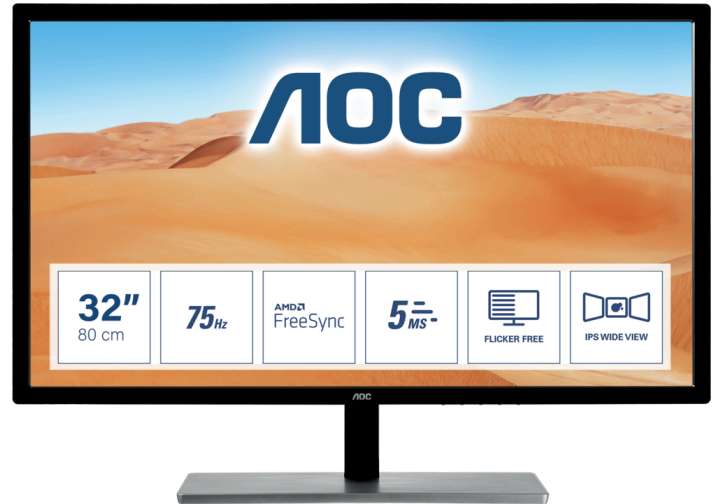 AOC
32"
80 cm
75Hz
AMD
FreeSync
5MS
FLICKER FREE
IPS WIDE VIEW
AOC